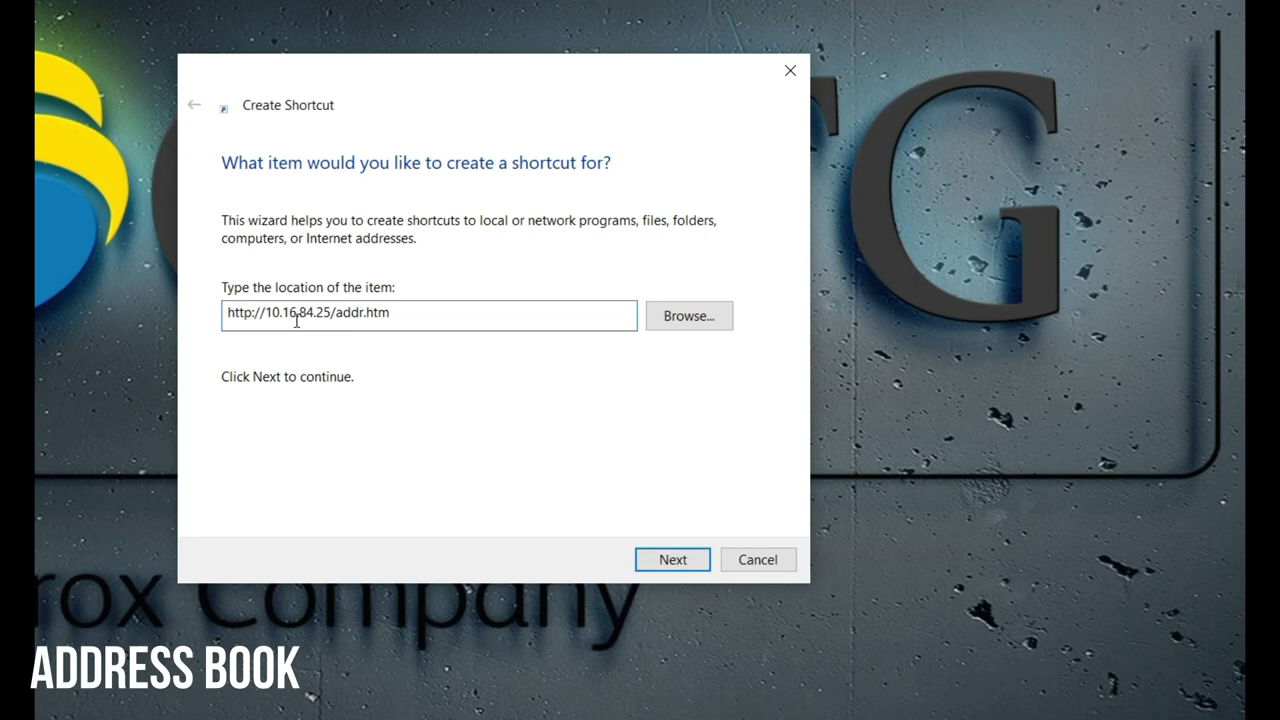 Create Shortcut
What item would you like to create a shortcut for?
This wizard helps you to create shortcuts to local or network programs, files, folders,
computers, or Internet addresses.
Type the location of the item:
http://10.16.84.25/addr.htm
Browse...
Click Next to continue.
Next
Cancel
G
rox Company
ADDRESS BOOK